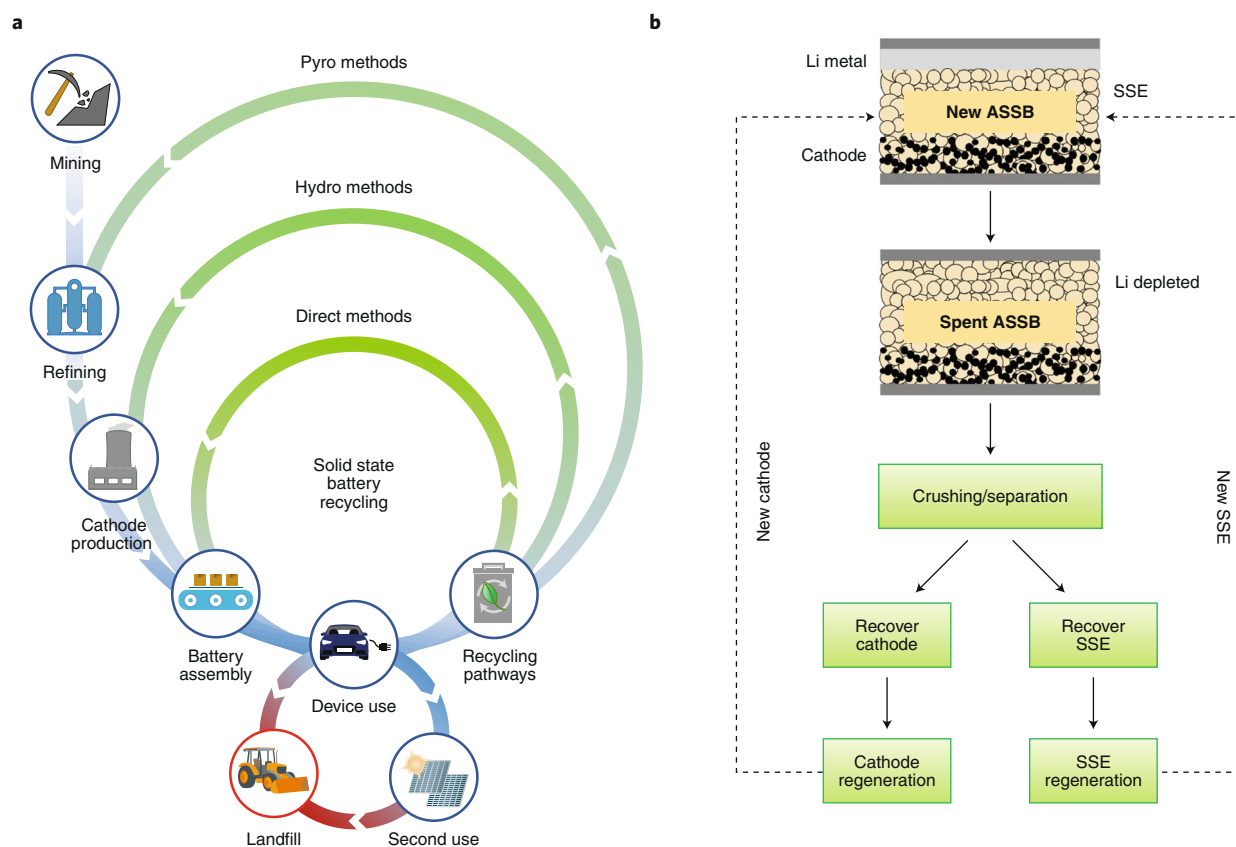 a
Pyro methods
Mining
Hydro methods
Direct methods
Refining
Solid state
battery
recycling
Cathode
production
Battery
assembly
Recycling
pathways
Device use
Landfill
Second use
b
Li metal
SSE
New ASSB
Cathode
Li depleted
Spent ASSB
New cathode
New SSE
Crushing/separation
Recover
cathode
Recover
SSE
Cathode
regeneration
SSE
regeneration